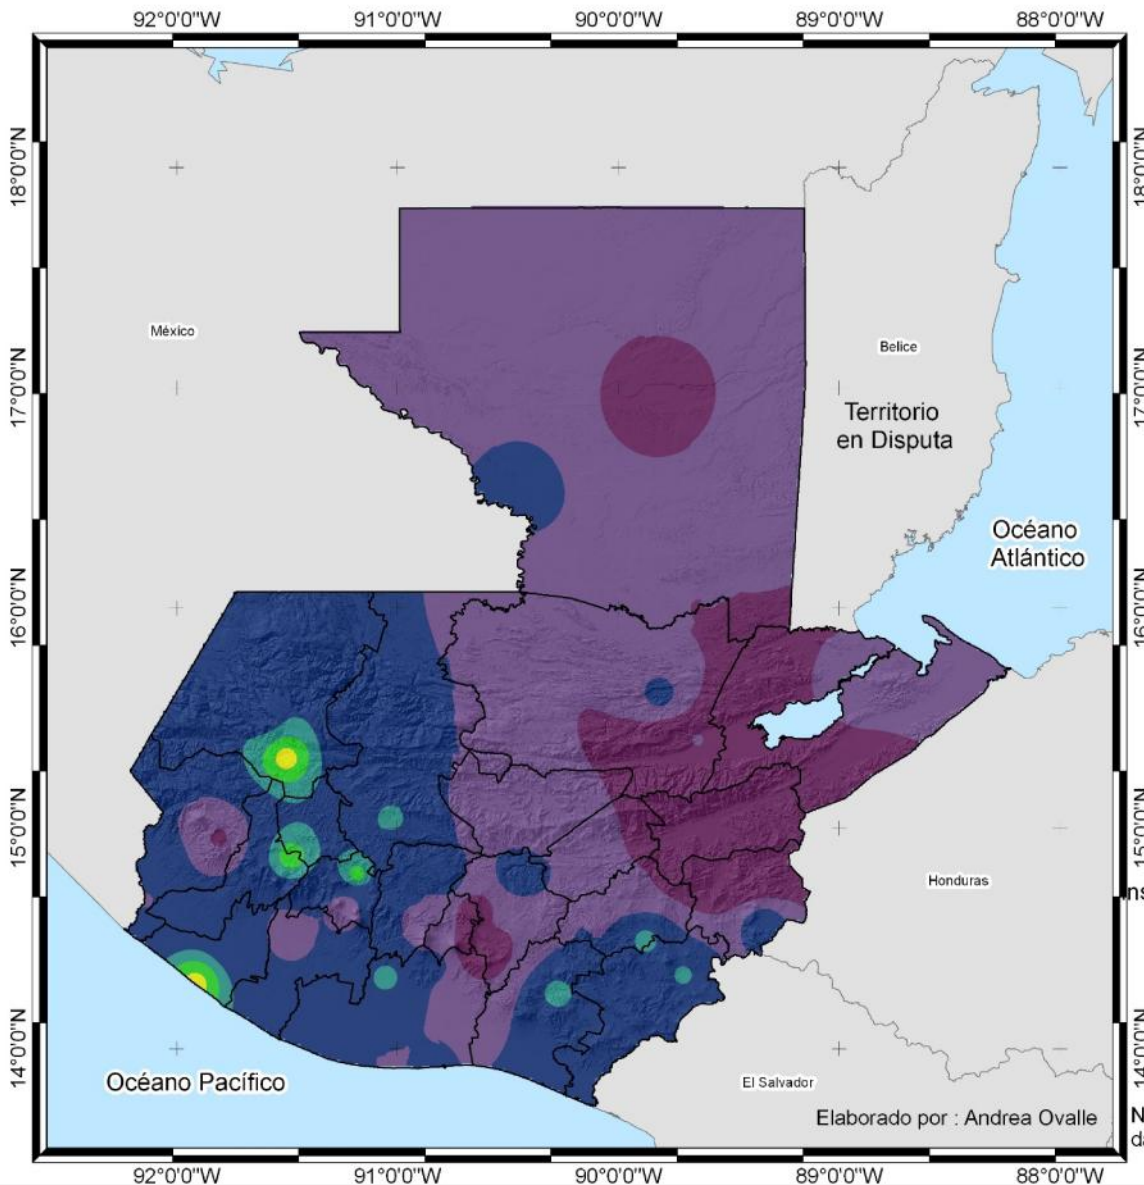 92°0'0"W 91°0'0"W 90°0'0"W 89°0'0"W 88°0'0"W
18°0'0"N
18°0'0"N
México
Belice
17°0'0"N
17°0'0"N
Territorio
en Disputa
Océano
Atlántico
16°0'0"N
16°0'0"N
15°0'0"N
15°0'0"N
Honduras
ns
14°0'0"N
14°0'0"N
Océano Pacífico
El Salvador
Elaborado por : Andrea Ovalle
N
da
92°0'0"W 91°0'0"W 90°0'0"W 89°0'0"W 88°0'0"W